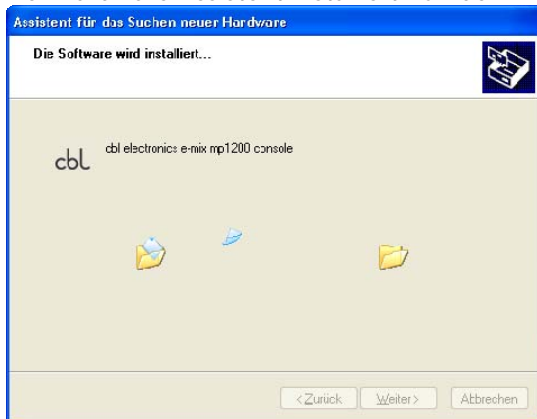 Assistent für das Suchen neuer Hardware
Die Software wird installiert...
cbl
cbl electronics e-mix mp1200 console
< Zurück
Weiter >
Abbrechen